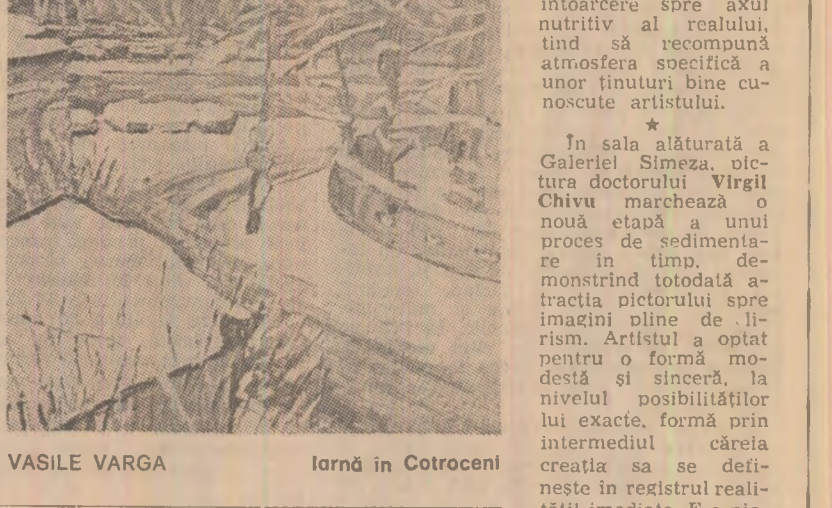 VASILE VARGA Iarnă în Cotroceni
întoarcere spre axul
nutritiv al realului,
tind să recompună
atmosfera specifică a
unor ținuturi bine cu-
noscute artistului.
★
În sala alăturată a
Galeriei Simeza, pic-
tura doctorului Virgil
Chivu marchează o
nouă etapă a unui
proces de sedimenta-
re în timp, de-
monstrînd totodată a-
tracția pictorului spre
imagini pline de li-
rism. Artistul a optat
pentru o formă mo-
destă și sinceră, la
nivelul posibilităților
lui exacte, formă prin
intermediul căreia
creația sa se defi-
nește în registrul reali-
tății imediate. E o